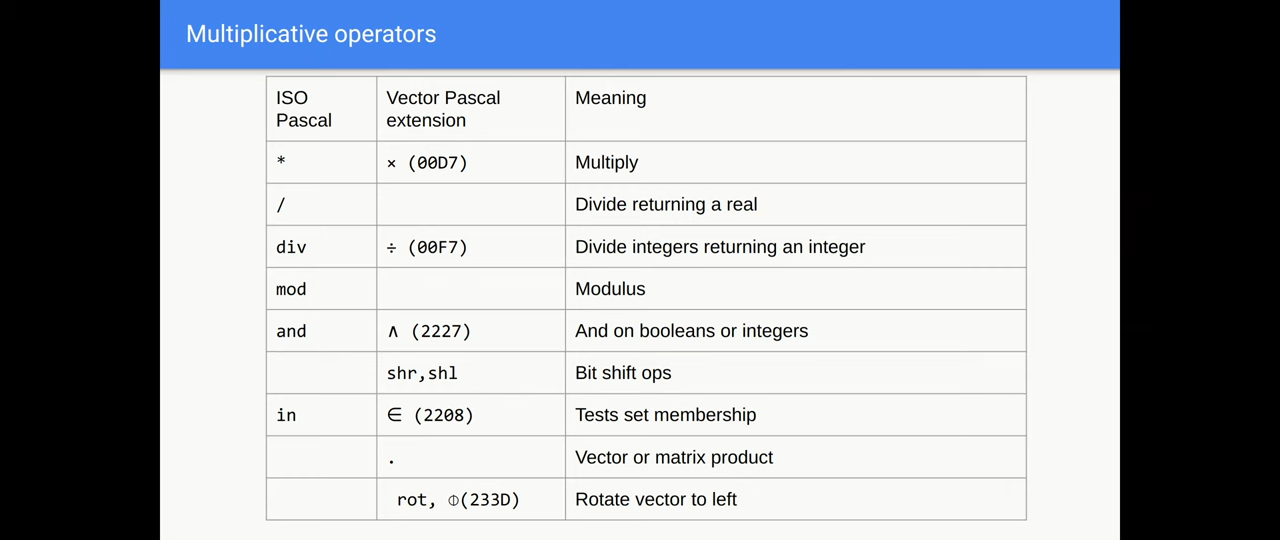 Multiplicative operators
ISO Pascal | Vector Pascal extension | Meaning
* | × (00D7) | Multiply
/ | | Divide returning a real
div | ÷ (00F7) | Divide integers returning an integer
mod | | Modulus
and | ∧ (2227) | And on booleans or integers
| shr,shl | Bit shift ops
in | ∈ (2208) | Tests set membership
| . | Vector or matrix product
| rot, ⌽(233D) | Rotate vector to left